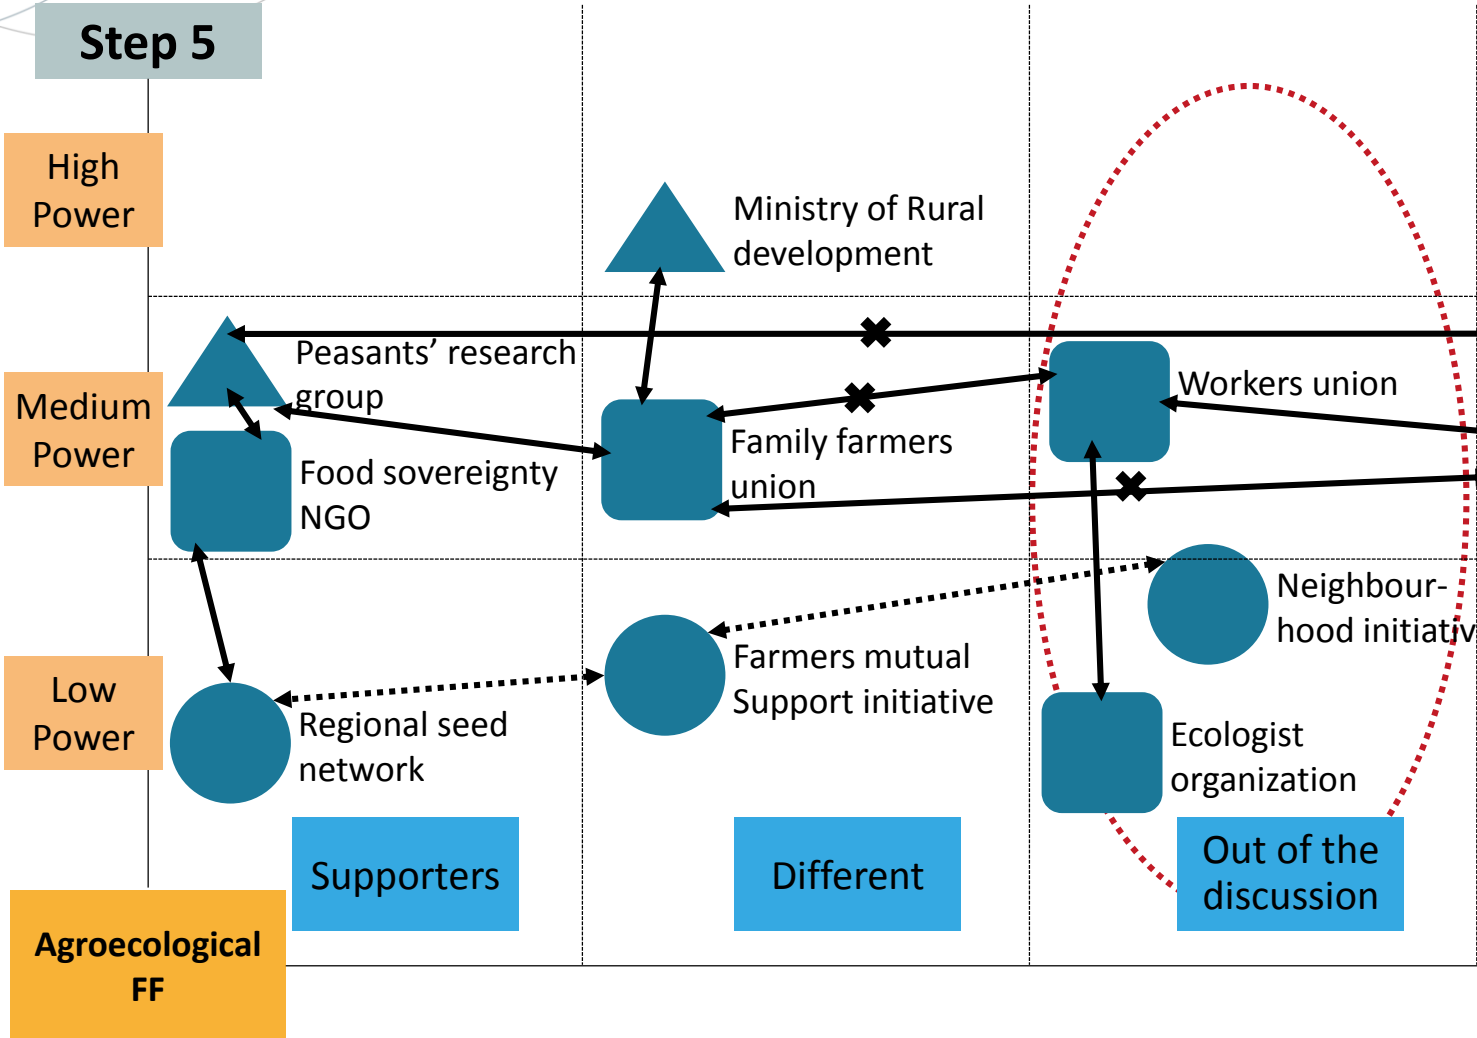 Step 5
High
Power
Ministry of Rural
development
Medium
Power
Peasants’ research
group
Food sovereignty
NGO
Family farmers
union
Workers union
Low
Power
Regional seed
network
Farmers mutual
Support initiative
Neighbour-
hood initiativ
Ecologist
organization
Supporters
Different
Out of the
discussion
Agroecological
FF